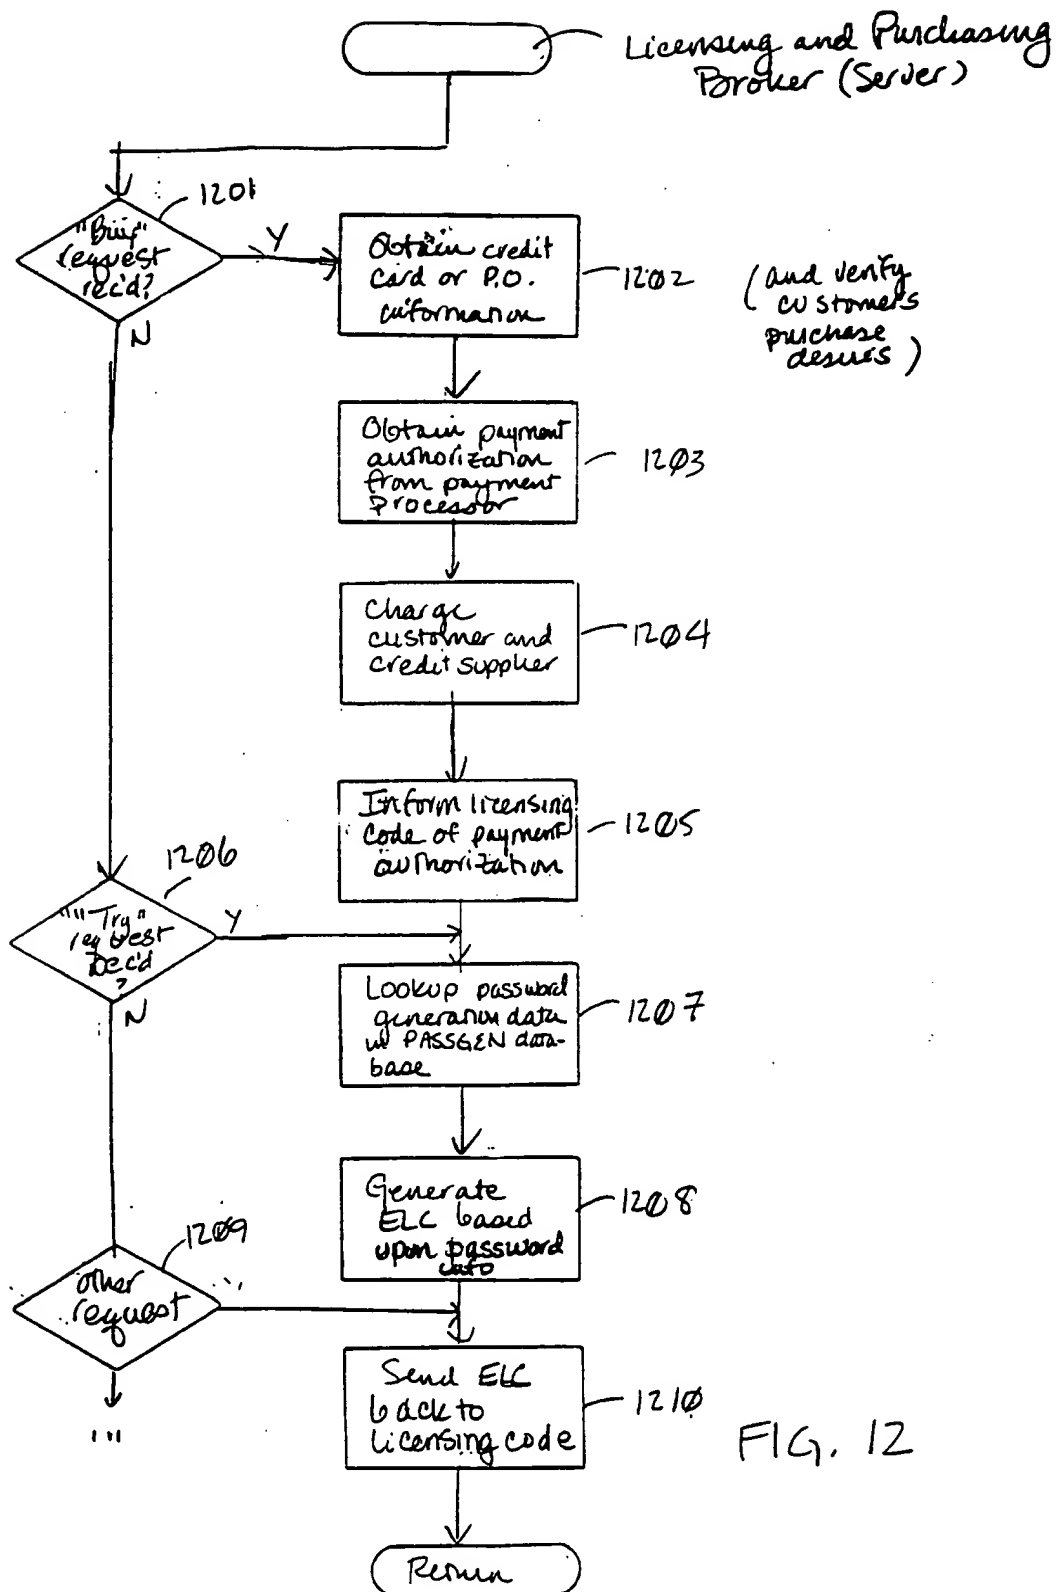 Licensing and Purchasing
Broker (Server)
1201
"Buy"
request
rec'd?
Y
N
Obtain credit
card or P.O.
information
1202
(and verify
customers
purchase
desires)
Obtain payment
authorization
from payment
processor
1203
Charge
customer and
credit supplier
1204
Inform licensing
code of payment
authorization
1205
1206
"Try"
request
rec'd
?
Y
N
Lookup password
generation data
in PASSGEN data-
base
1207
Generate
ELC based
upon password
info
1208
1209
other
request
...
Send ELC
back to
licensing code
1210
FIG. 12
Return